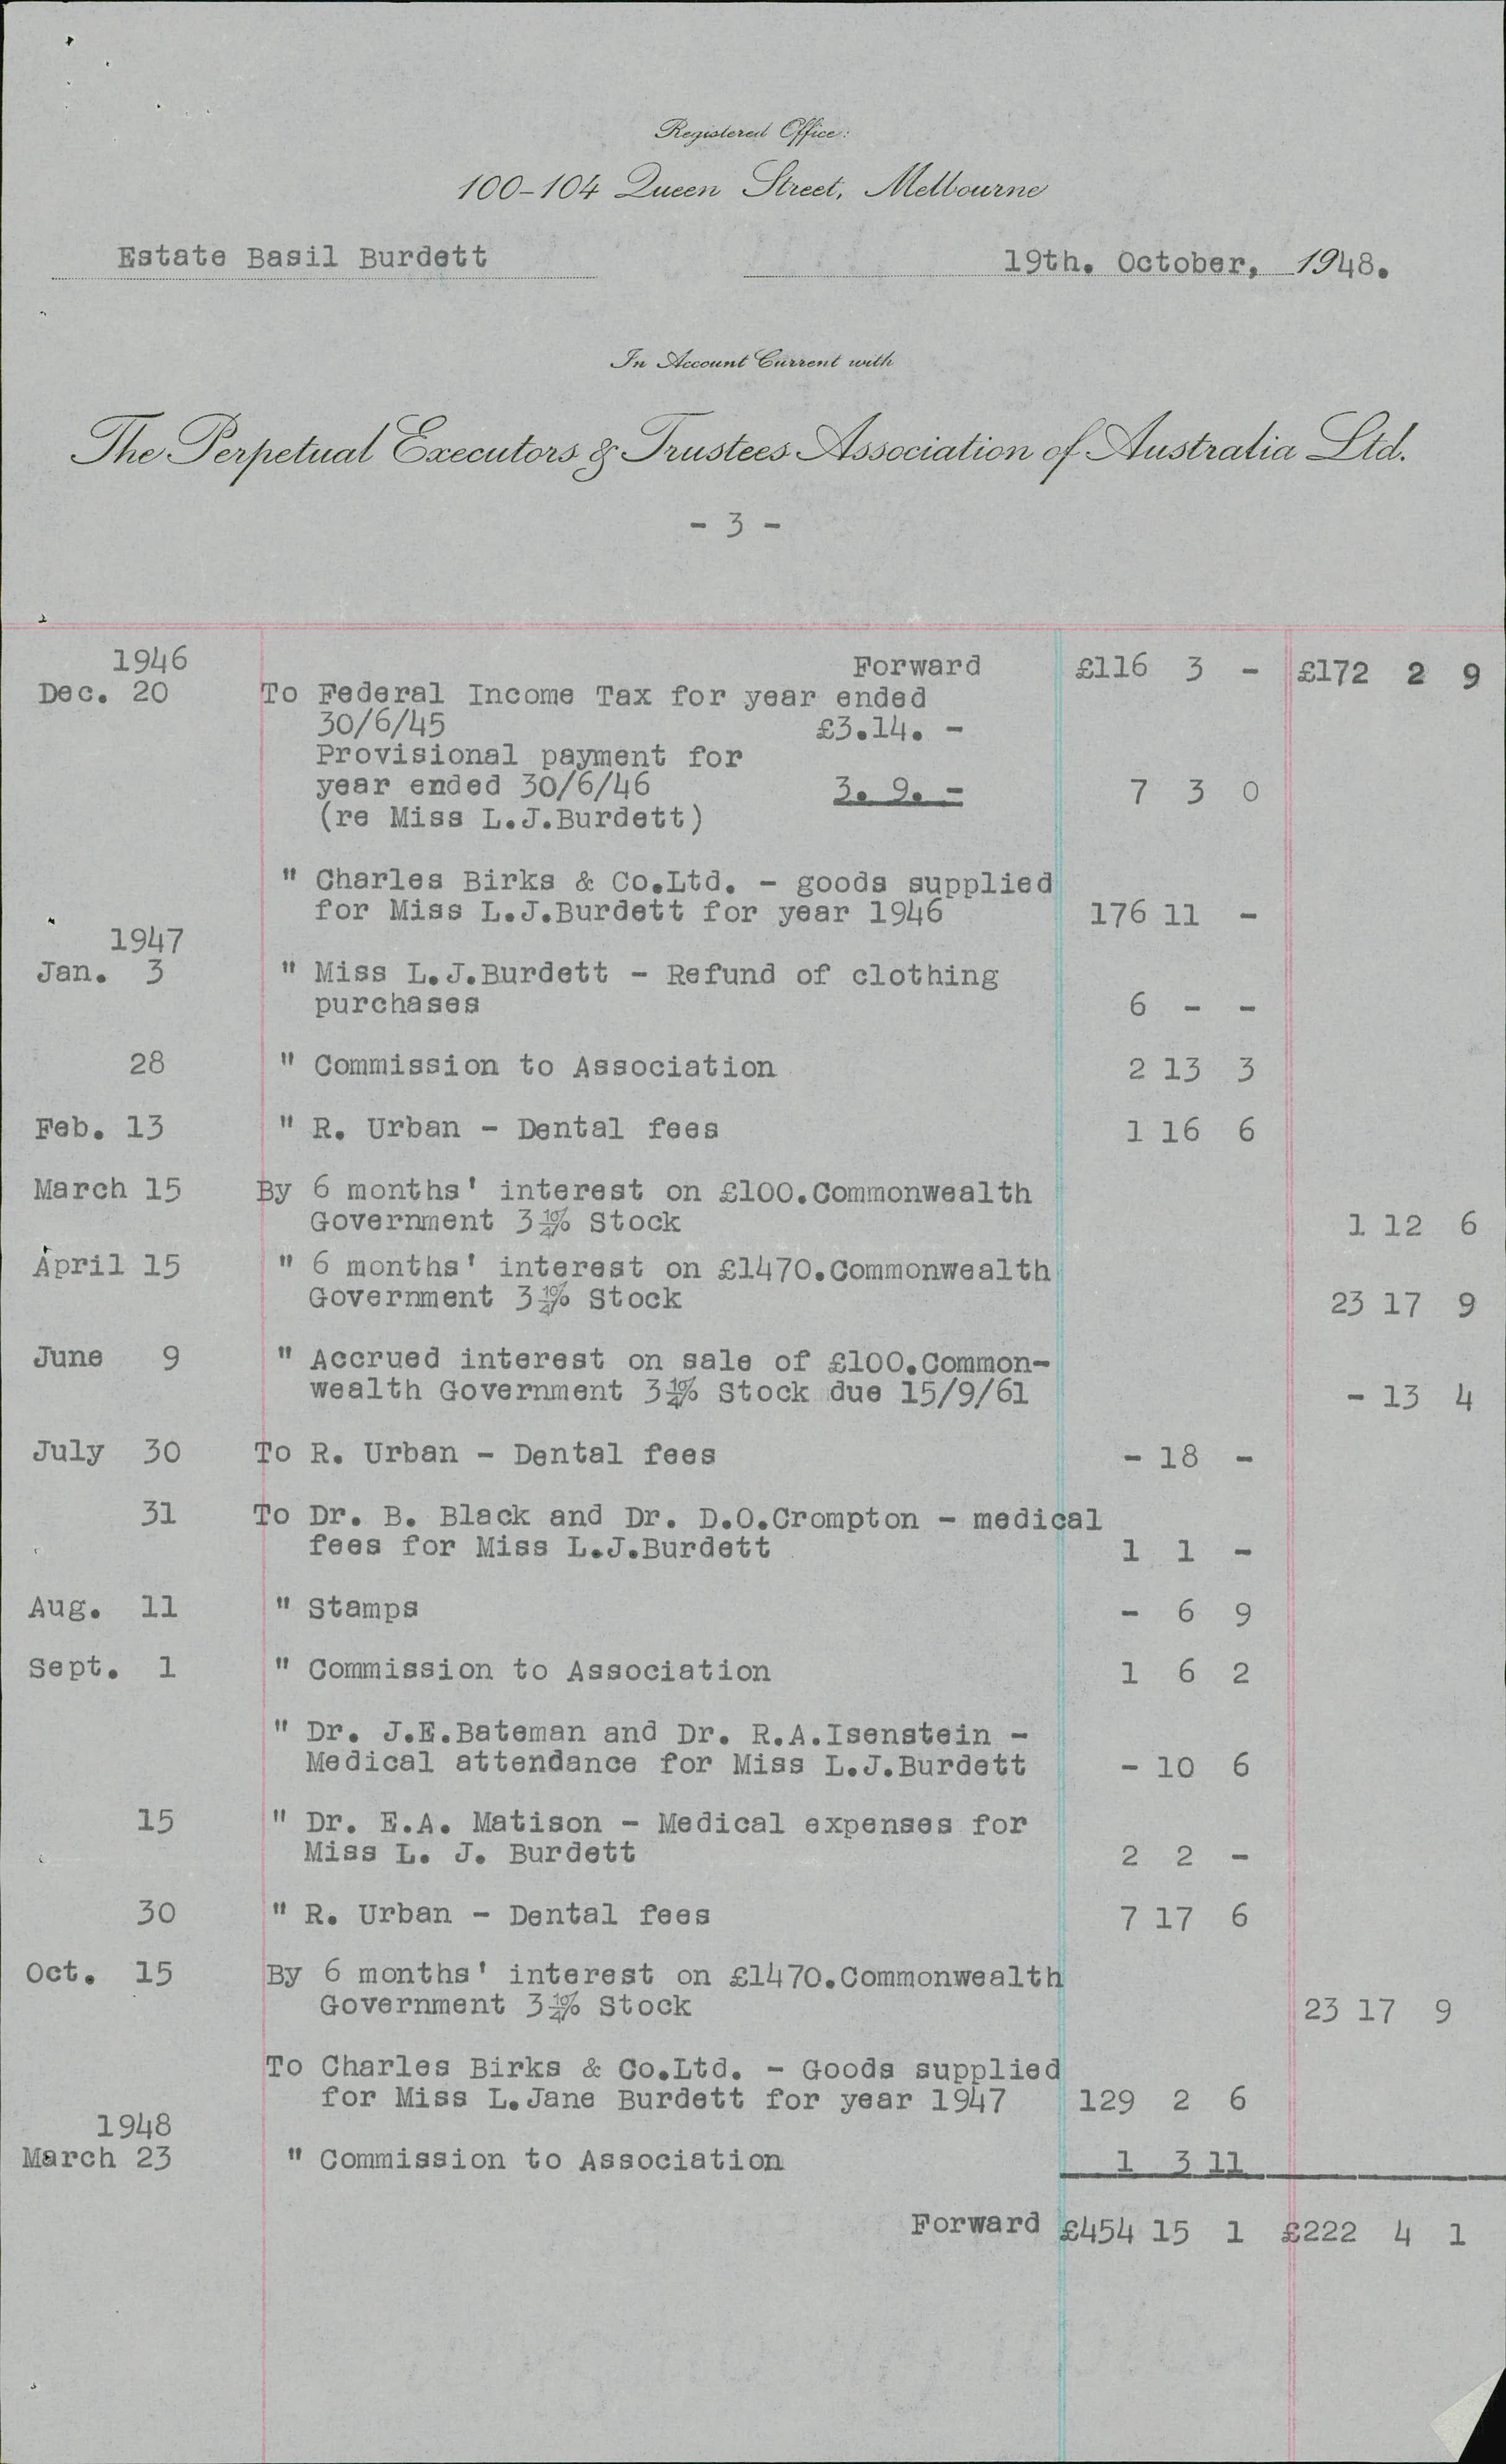 Registered Office:
100-104 Queen Street, Melbourne
Estate Basil Burdett 19th. October, 1948.
In Account Current with
The Perpetual Executors & Trustees Association of Australia Ltd.
- 3 -
1946 Forward £116 3 - £172 2 9
Dec. 20 To Federal Income Tax for year ended
30/6/45 £3.14. -
Provisional payment for
year ended 30/6/46 3. 9. - 7 3 0
(re Miss L.J.Burdett)
" Charles Birks & Co.Ltd. - goods supplied
for Miss L.J.Burdett for year 1946 176 11 -
1947
Jan. 3 " Miss L.J.Burdett - Refund of clothing
purchases 6 - -
28 " Commission to Association 2 13 3
Feb. 13 " R. Urban - Dental fees 1 16 6
March 15 By 6 months' interest on £100.Commonwealth
Government 3¼% Stock 1 12 6
April 15 " 6 months' interest on £1470.Commonwealth
Government 3¼% Stock 23 17 9
June 9 " Accrued interest on sale of £100.Common-
wealth Government 3¼% Stock due 15/9/61 - 13 4
July 30 To R. Urban - Dental fees - 18 -
31 To Dr. B. Black and Dr. D.O.Crompton - medical
fees for Miss L.J.Burdett 1 1 -
Aug. 11 " Stamps - 6 9
Sept. 1 " Commission to Association 1 6 2
" Dr. J.E.Bateman and Dr. R.A.Isenstein -
Medical attendance for Miss L.J.Burdett - 10 6
15 " Dr. E.A. Matison - Medical expenses for
Miss L. J. Burdett 2 2 -
30 " R. Urban - Dental fees 7 17 6
Oct. 15 By 6 months' interest on £1470.Commonwealth
Government 3¼% Stock 23 17 9
To Charles Birks & Co.Ltd. - Goods supplied
for Miss L.Jane Burdett for year 1947 129 2 6
1948
March 23 " Commission to Association 1 3 11
Forward £454 15 1 £222 4 1